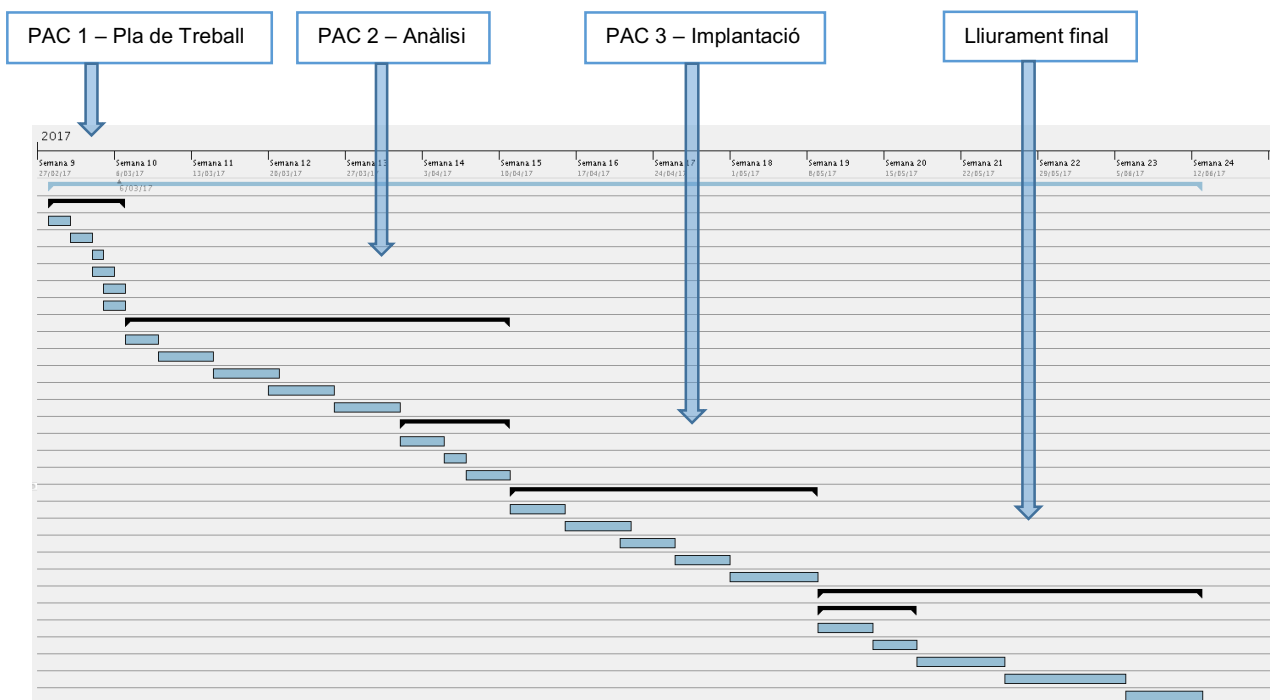 PAC 1 – Pla de Treball
PAC 2 – Anàlisi
PAC 3 – Implantació
Lliurament final
2017
Semana 9
Semana 10
Semana 11
Semana 12
Semana 13
Semana 14
Semana 15
Semana 16
Semana 17
Semana 18
Semana 19
Semana 20
Semana 21
Semana 22
Semana 23
Semana 24
27/02/17
6/03/17
13/03/17
20/03/17
27/03/17
3/04/17
10/04/17
17/04/17
24/04/17
1/05/17
8/05/17
15/05/17
22/05/17
29/05/17
5/06/17
12/06/17
6/03/17